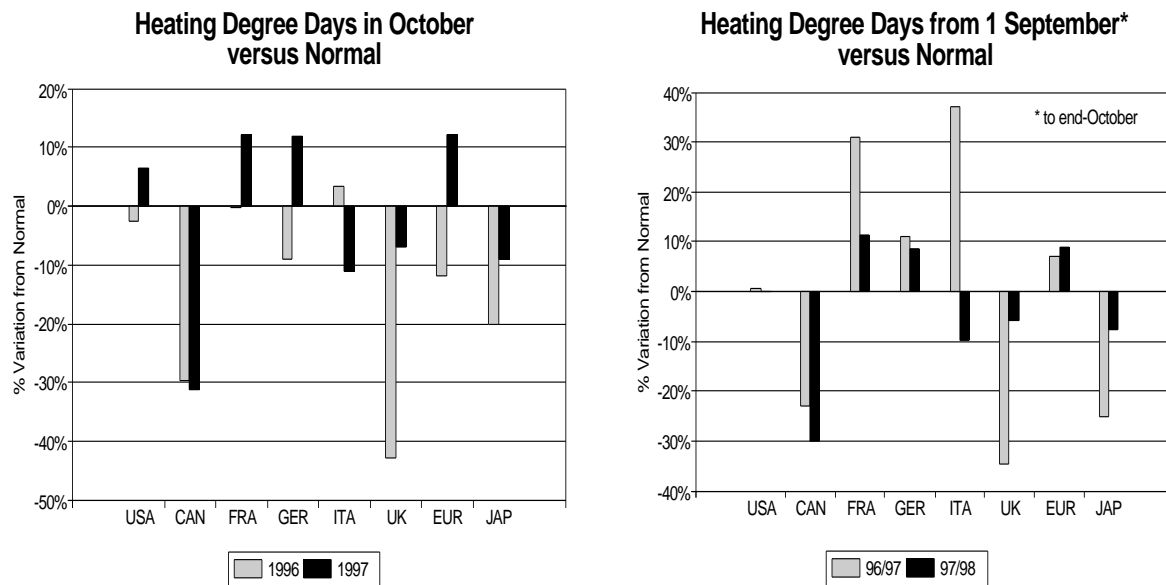 Heating Degree Days in October
versus Normal
% Variation from Normal
20%
10%
0%
-10%
-20%
-30%
-40%
-50%
USA CAN FRA GER ITA UK EUR JAP
1996 1997
Heating Degree Days from 1 September*
versus Normal
* to end-October
% Variation from Normal
40%
30%
20%
10%
0%
-10%
-20%
-30%
-40%
USA CAN FRA GER ITA UK EUR JAP
96/97 97/98